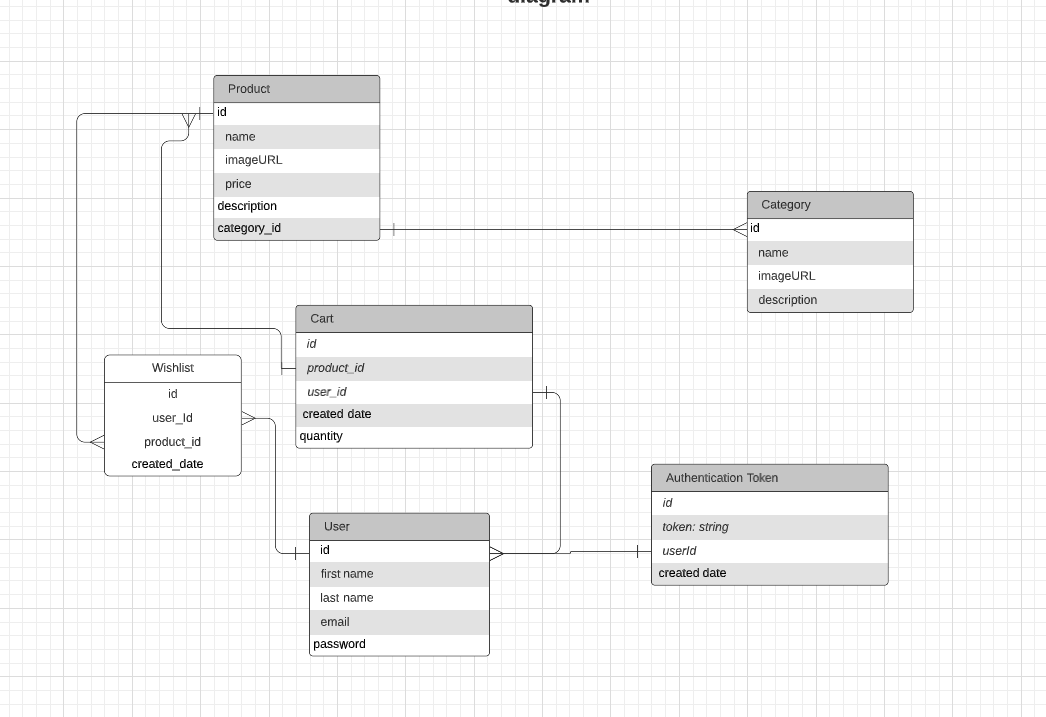 diagram
Product
id
name
imageURL
price
description
category_id
Category
id
name
imageURL
description
Cart
id
product_id
user_id
created date
quantity
Wishlist
id
user_Id
product_id
created_date
User
id
first name
last name
email
password
Authentication Token
id
token: string
userId
created date